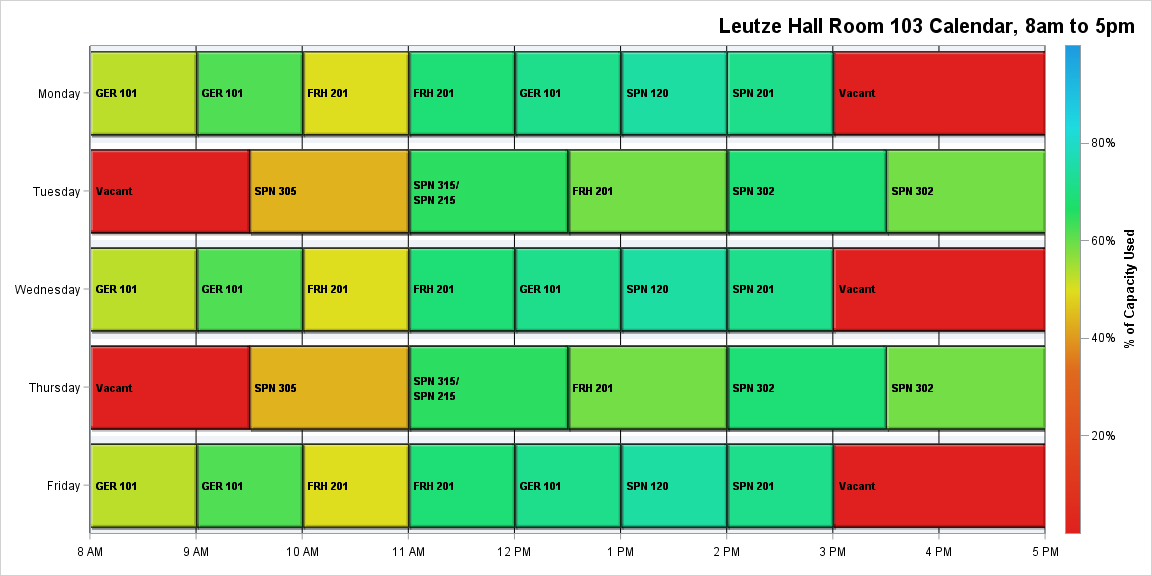 Leutze Hall Room 103 Calendar, 8am to 5pm
Monday
GER 101
GER 101
FRH 201
FRH 201
GER 101
SPN 120
SPN 201
Vacant
Tuesday
Vacant
SPN 305
SPN 315/
SPN 215
FRH 201
SPN 302
SPN 302
Wednesday
GER 101
GER 101
FRH 201
FRH 201
GER 101
SPN 120
SPN 201
Vacant
Thursday
Vacant
SPN 305
SPN 315/
SPN 215
FRH 201
SPN 302
SPN 302
Friday
GER 101
GER 101
FRH 201
FRH 201
GER 101
SPN 120
SPN 201
Vacant
8 AM
9 AM
10 AM
11 AM
12 PM
1 PM
2 PM
3 PM
4 PM
5 PM
80%
60%
40%
20%
% of Capacity Used